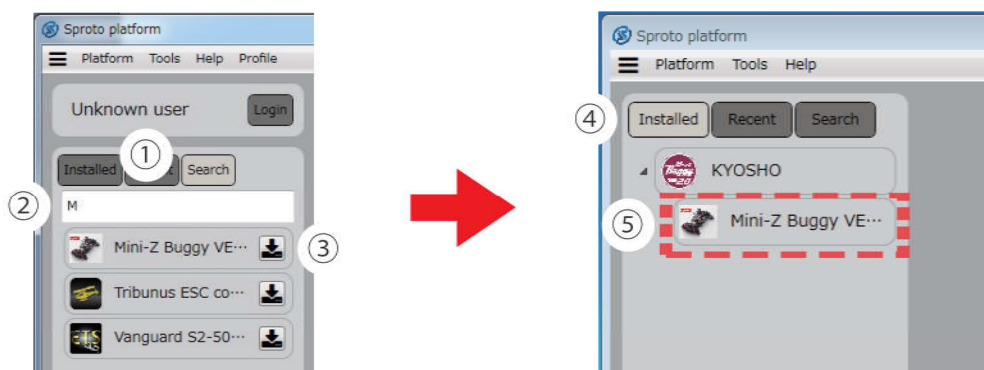 Sproto platform
Platform Tools Help Profile
Unknown user Login
①
Installed Search
② M
Mini-Z Buggy VE… ③
Tribunus ESC co…
Vanguard S2-50…
Sproto platform
Platform Tools Help
④ Installed Recent Search
KYOSHO
⑤ Mini-Z Buggy VE…